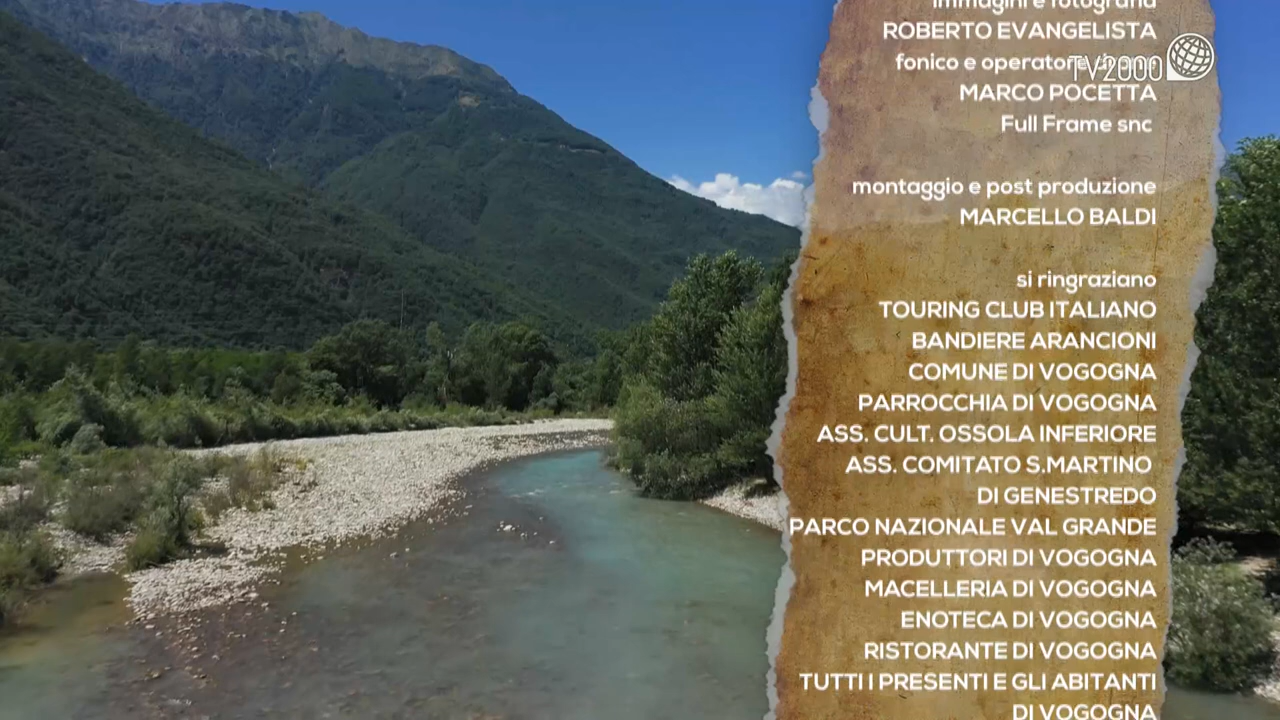 immagini e fotografia
ROBERTO EVANGELISTA
fonico e operatore
TV2000
MARCO POCETTA
Full Frame snc
montaggio e post produzione
MARCELLO BALDI
si ringraziano
TOURING CLUB ITALIANO
BANDIERE ARANCIONI
COMUNE DI VOGOGNA
PARROCCHIA DI VOGOGNA
ASS. CULT. OSSOLA INFERIORE
ASS. COMITATO S.MARTINO
DI GENESTREDO
PARCO NAZIONALE VAL GRANDE
PRODUTTORI DI VOGOGNA
MACELLERIA DI VOGOGNA
ENOTECA DI VOGOGNA
RISTORANTE DI VOGOGNA
TUTTI I PRESENTI E GLI ABITANTI
DI VOGOGNA